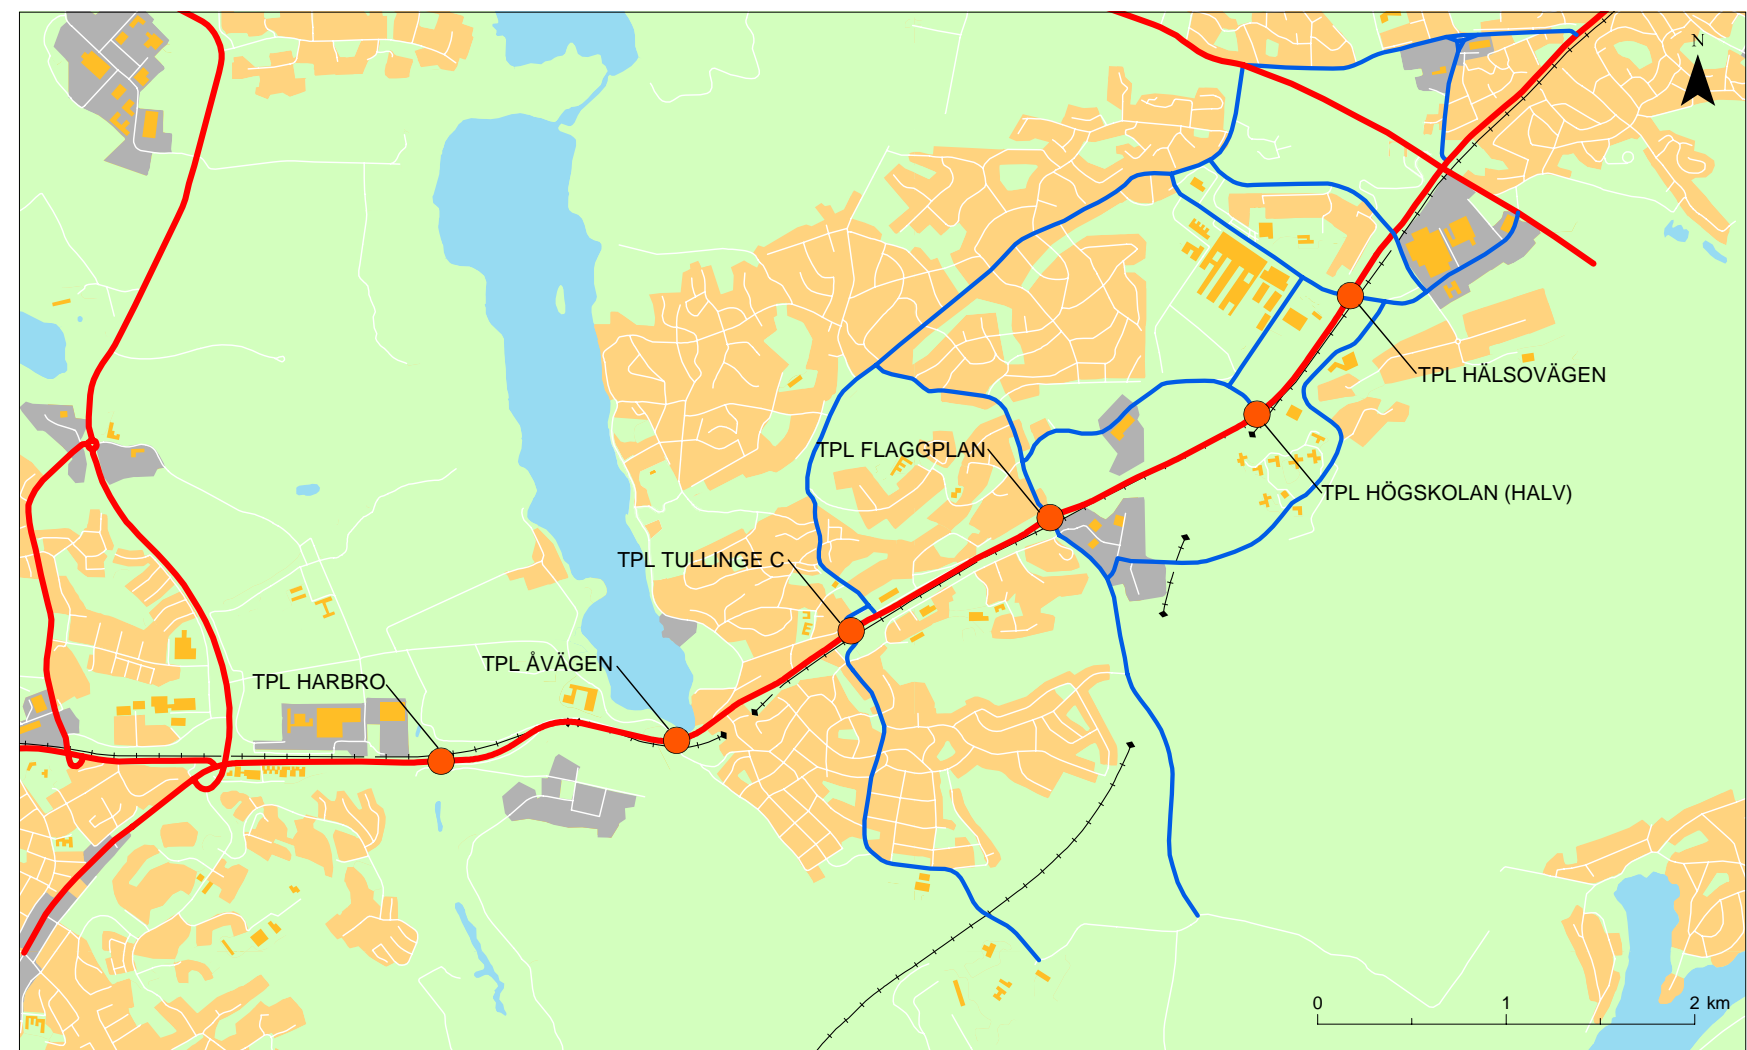 N
TPL HÄLSOVÄGEN
TPL FLAGGPLAN
TPL HÖGSKOLAN (HALV)
TPL TULLINGE C
TPL ÅVÄGEN
TPL HARBRO
0 1 2 km